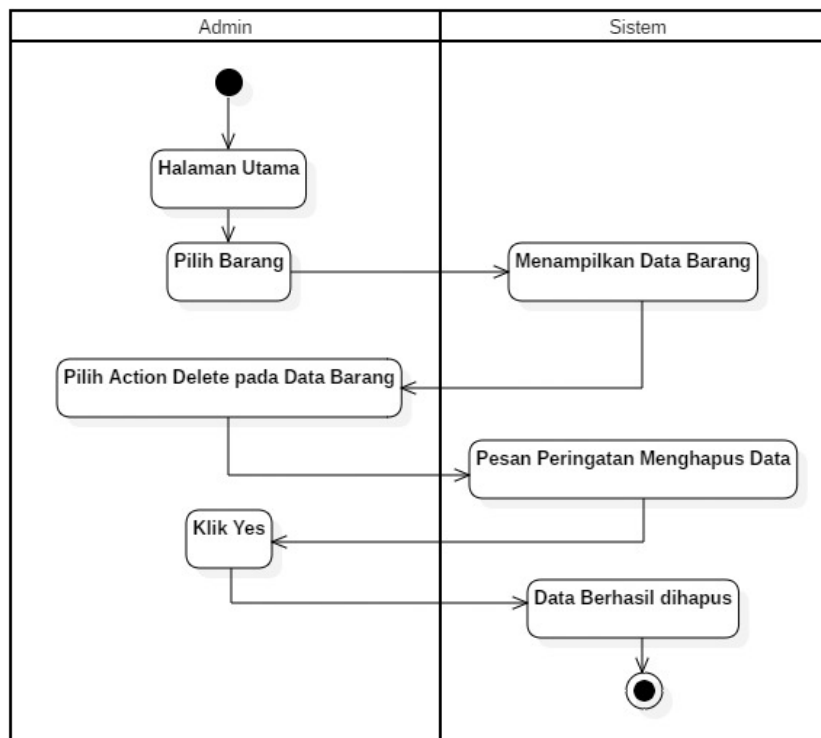 Admin
Sistem
Halaman Utama
Pilih Barang
Menampilkan Data Barang
Pilih Action Delete pada Data Barang
Pesan Peringatan Menghapus Data
Klik Yes
Data Berhasil dihapus